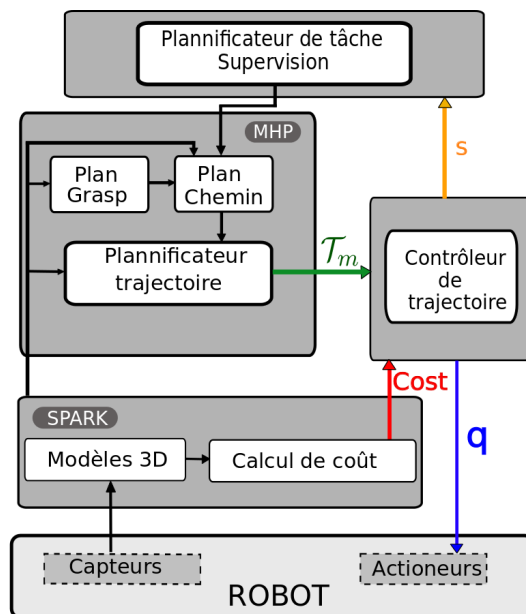 Plannificateur de tâche
Supervision
MHP
Plan
Grasp
Plan
Chemin
Plannificateur
trajectoire
𝒯m
s
Contrôleur
de
trajectoire
Cost
q
SPARK
Modèles 3D
Calcul de coût
Capteurs
Actioneurs
ROBOT